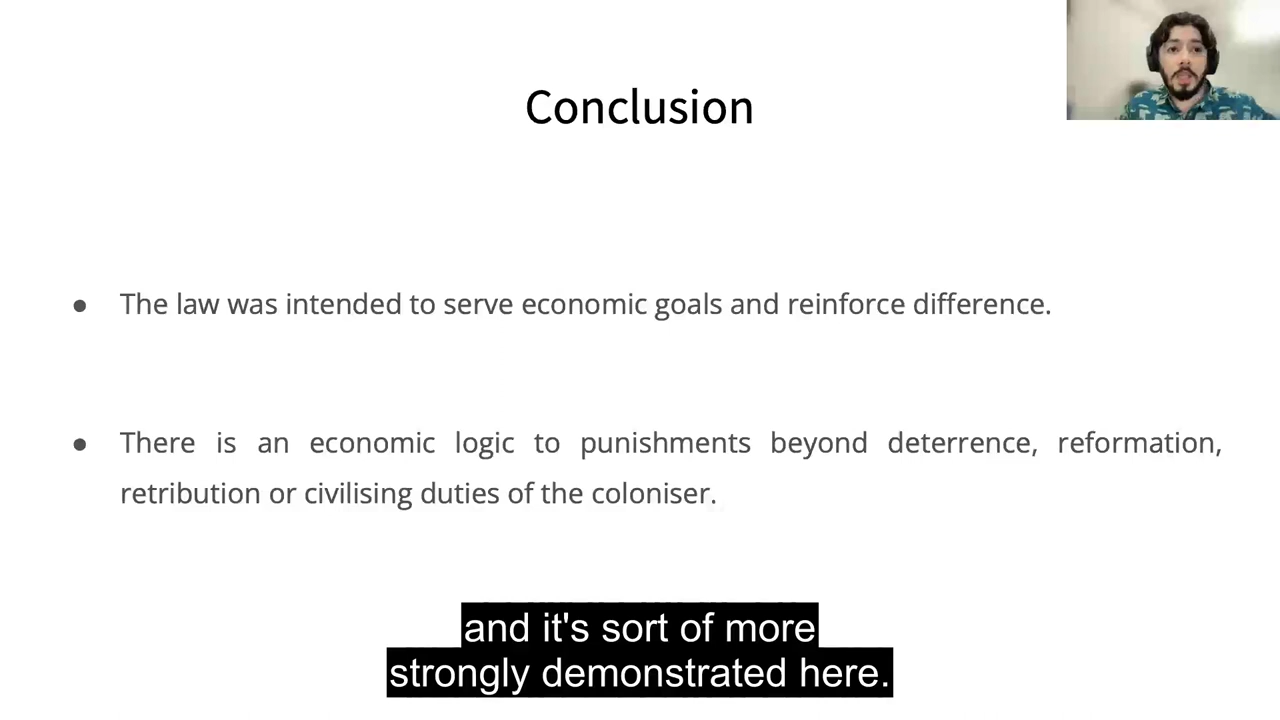 Conclusion
● The law was intended to serve economic goals and reinforce difference.
● There is an economic logic to punishments beyond deterrence, reformation,
retribution or civilising duties of the coloniser.
and it's sort of more
strongly demonstrated here.